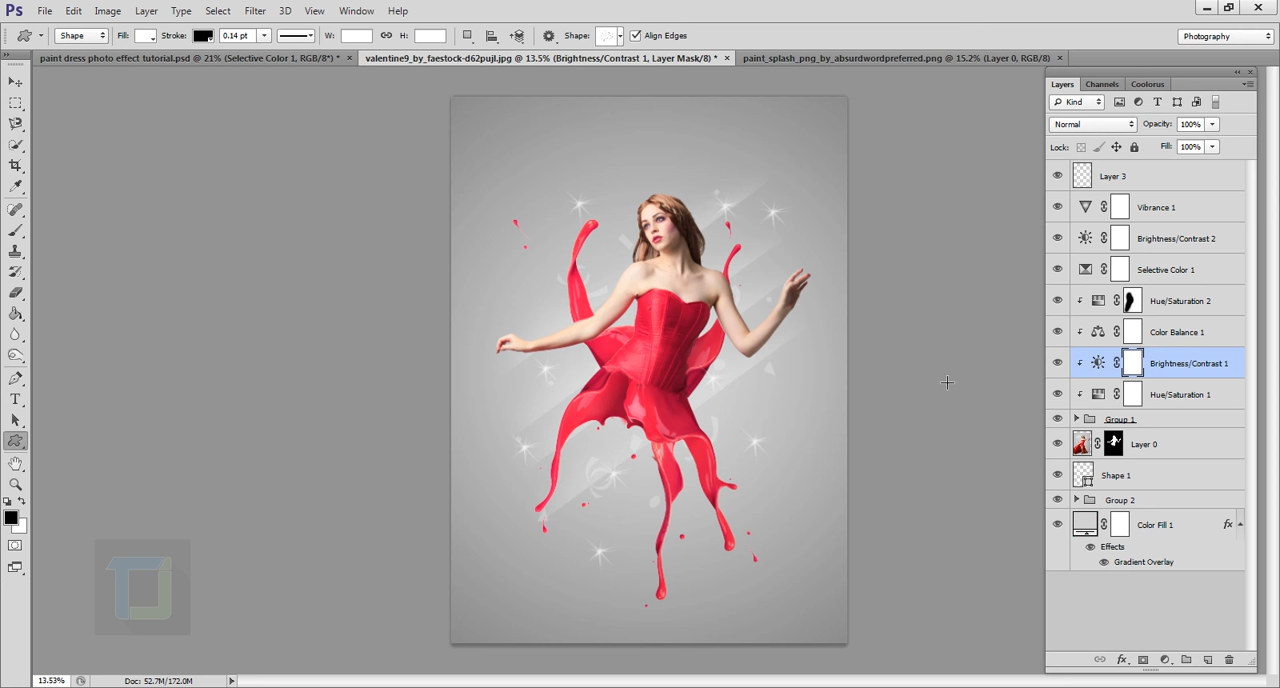 Ps File Edit Image Layer Type Select Filter 3D View Window Help
Shape Fill: Stroke: 0.14 pt W: H: Shape: Align Edges Photography
paint dress photo effect tutorial.psd @ 21% (Selective Color 1, RGB/8*) * × valentine9_by_faestock-d62pujl.jpg @ 13.5% (Brightness/Contrast 1, Layer Mask/8) * × paint_splash_png_by_absurdwordpreferred.png @ 15.2% (Layer 0, RGB/8) ×
Layers Channels Coolorus
Kind
Normal Opacity: 100%
Lock: Fill: 100%
Layer 3
Vibrance 1
Brightness/Contrast 2
Selective Color 1
Hue/Saturation 2
Color Balance 1
Brightness/Contrast 1
Hue/Saturation 1
Group 1
Layer 0
Shape 1
Group 2
Color Fill 1 fx
Effects
Gradient Overlay
fx
13.53% Doc: 52.7M/172.0M